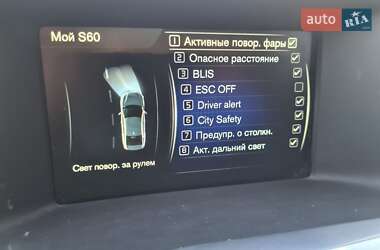 auto RIA
Мой S60
1 Активные повор. фары
2 Опасное расстояние
3 BLIS
4 ESC OFF
5 Driver alert
6 City Safety
7 Предупр. о столкн.
8 Акт. дальний свет
Свет повор. за рулем